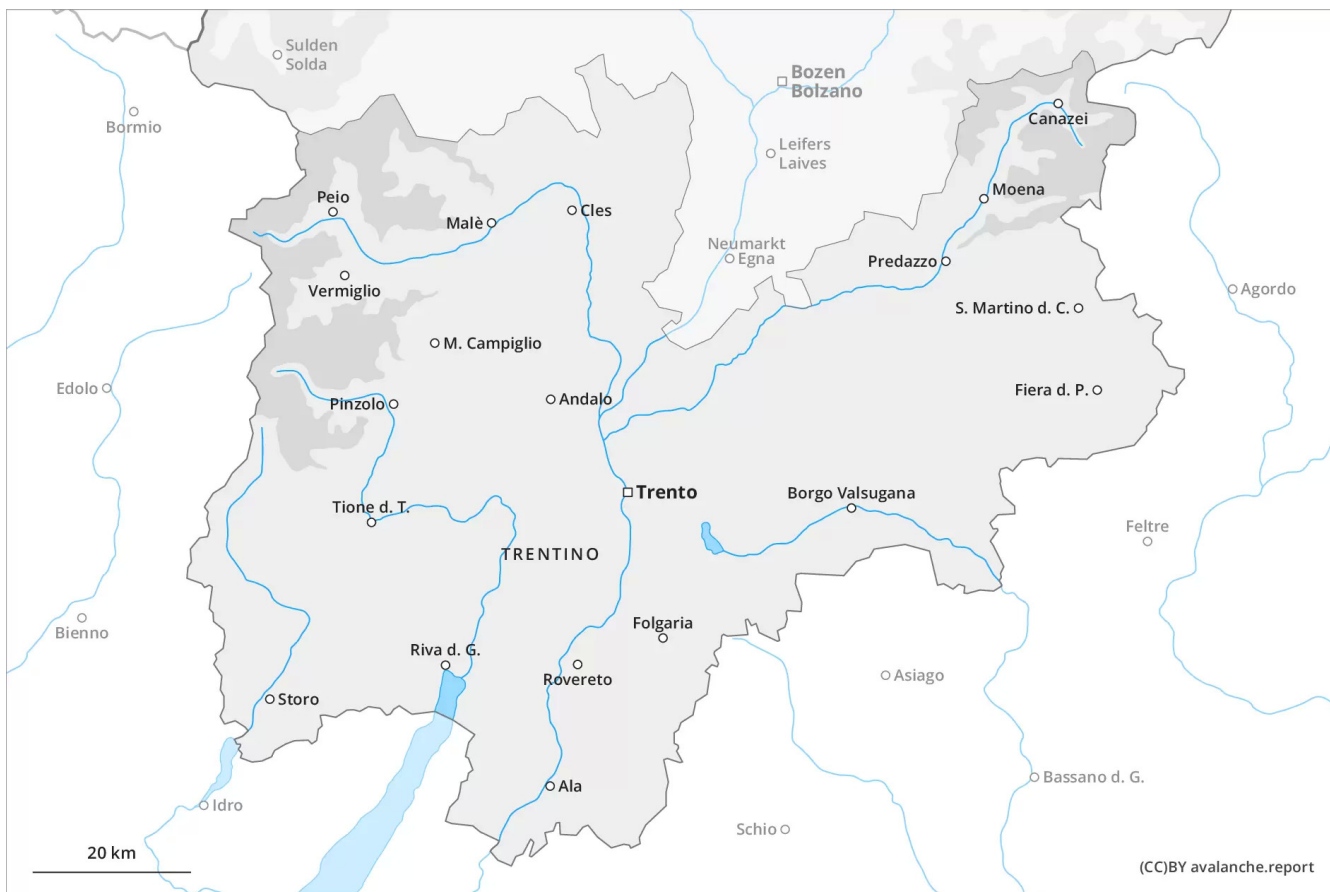 Sulden
Solda
Bozen
Bolzano
Bormio
Canazei
Leifers
Laives
Moena
Peio
Malè
Cles
Neumarkt
Egna
Predazzo
Vermiglio
Agordo
S. Martino d. C.
M. Campiglio
Edolo
Pinzolo
Andalo
Fiera d. P.
Trento
Borgo Valsugana
Tione d. T.
Feltre
TRENTINO
Folgaria
Bienno
Riva d. G.
Rovereto
Asiago
Storo
Bassano d. G.
Ala
Idro
Schio
20 km
(CC)BY avalanche.report